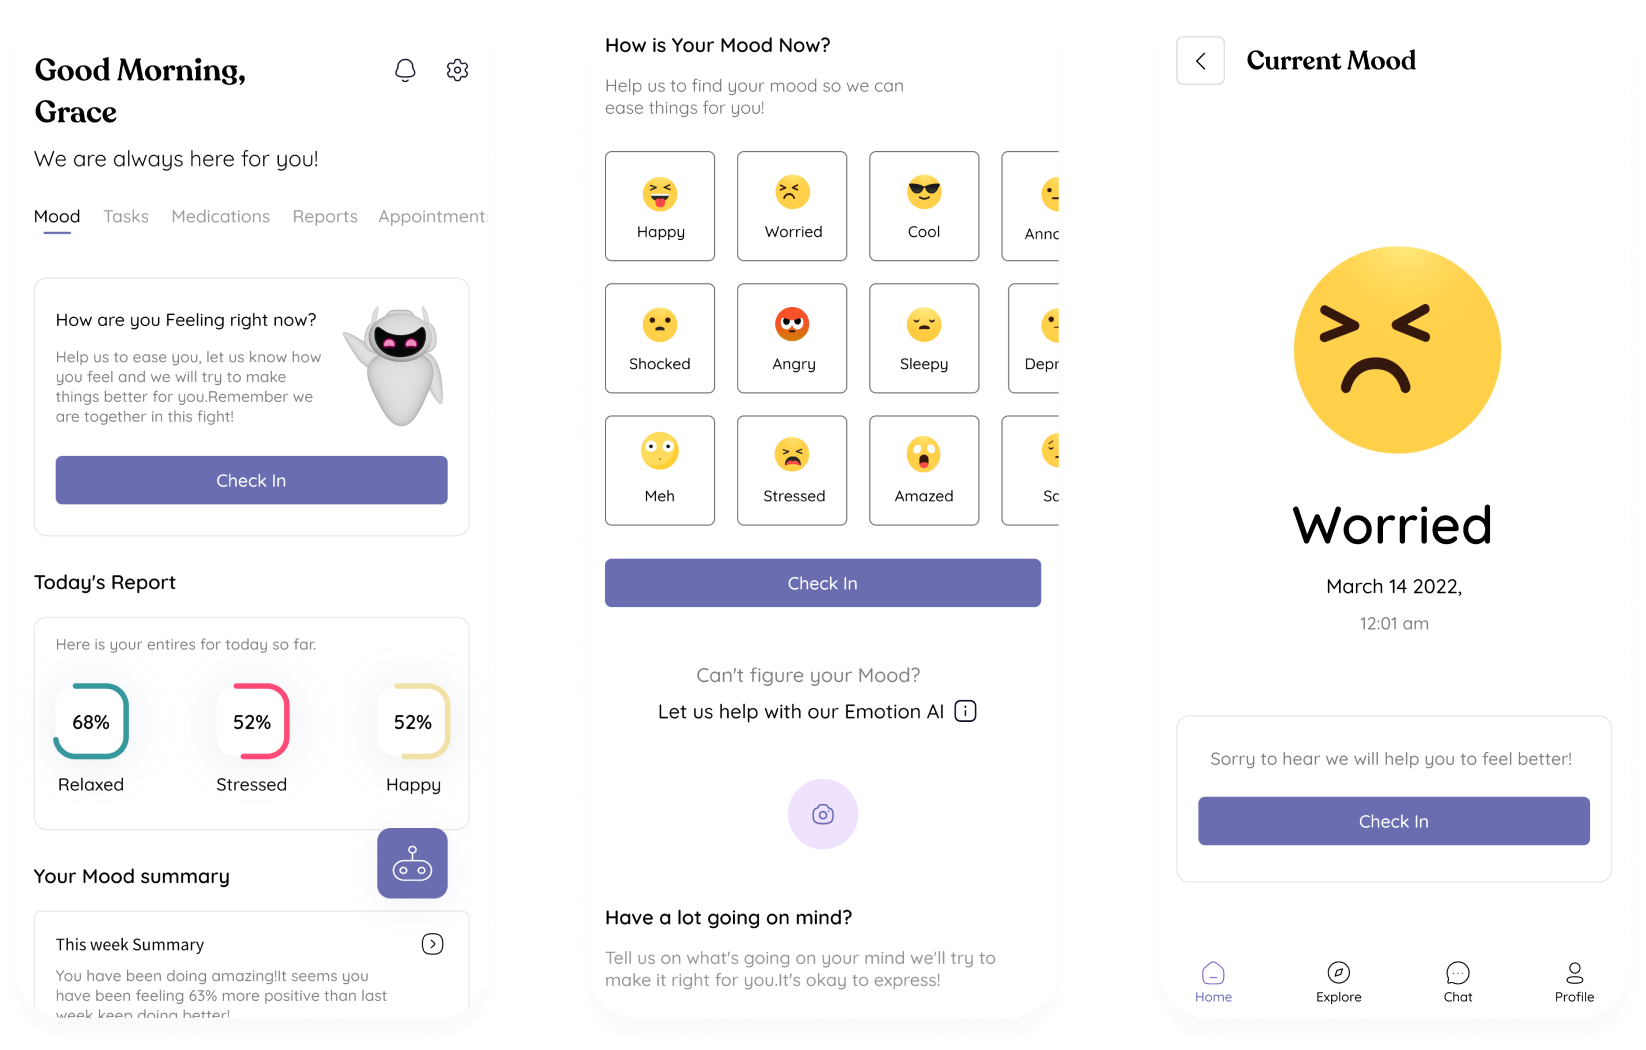 Good Morning,
Grace
We are always here for you!
Mood Tasks Medications Reports Appointment
How are you Feeling right now?
Help us to ease you, let us know how
you feel and we will try to make
things better for you.Remember we
are together in this fight!
Check In
Today's Report
Here is your entires for today so far.
68% 52% 52%
Relaxed Stressed Happy
Your Mood summary
This week Summary
You have been doing amazing!It seems you
have been feeling 63% more positive than last
week keep doing better!
How is Your Mood Now?
Help us to find your mood so we can
ease things for you!
Happy Worried Cool Anno
Shocked Angry Sleepy Depr
Meh Stressed Amazed Sa
Check In
Can't figure your Mood?
Let us help with our Emotion AI
Have a lot going on mind?
Tell us on what's going on your mind we'll try to
make it right for you.It's okay to express!
Current Mood
Worried
March 14 2022,
12:01 am
Sorry to hear we will help you to feel better!
Check In
Home Explore Chat Profile